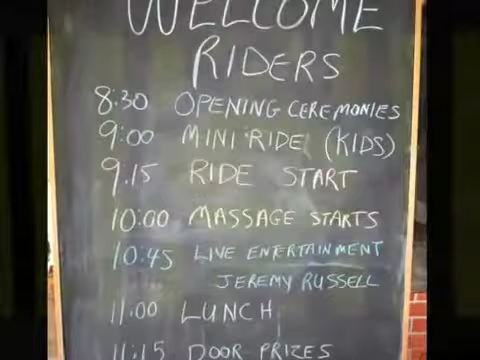 WELCOME
RIDERS
8:30 OPENING CEREMONIES
9:00 MINI RIDE (KIDS)
9.15 RIDE START
10:00 MASSAGE STARTS
10:45 LIVE ENTERTAINMENT
JEREMY RUSSELL
11:00 LUNCH
11:15 DOOR PRIZES